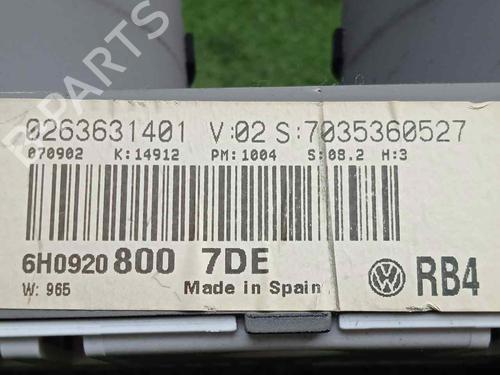 0263631401 V:02 S:7035360527
070902 K:14912 PM:1004 S:08.2 H:3
6H0920 800 7DE
W: 965 Made in Spain RB4
B-PARTS